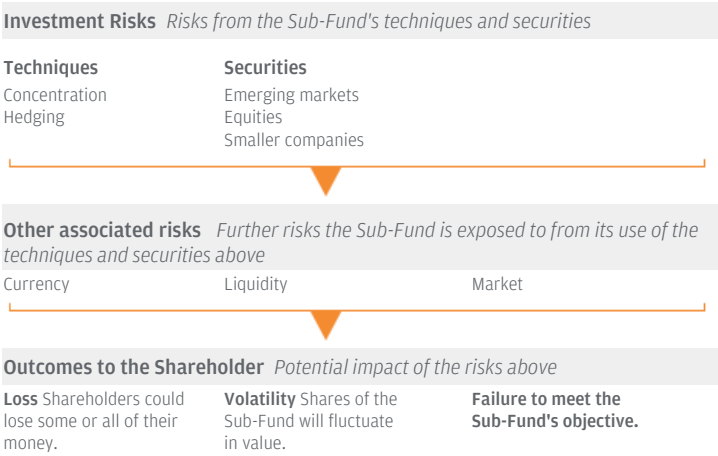 Investment Risks Risks from the Sub-Fund's techniques and securities
Techniques
Concentration
Hedging
Securities
Emerging markets
Equities
Smaller companies
Other associated risks Further risks the Sub-Fund is exposed to from its use of the
techniques and securities above
Currency
Liquidity
Market
Outcomes to the Shareholder Potential impact of the risks above
Loss Shareholders could
lose some or all of their
money.
Volatility Shares of the
Sub-Fund will fluctuate
in value.
Failure to meet the
Sub-Fund's objective.